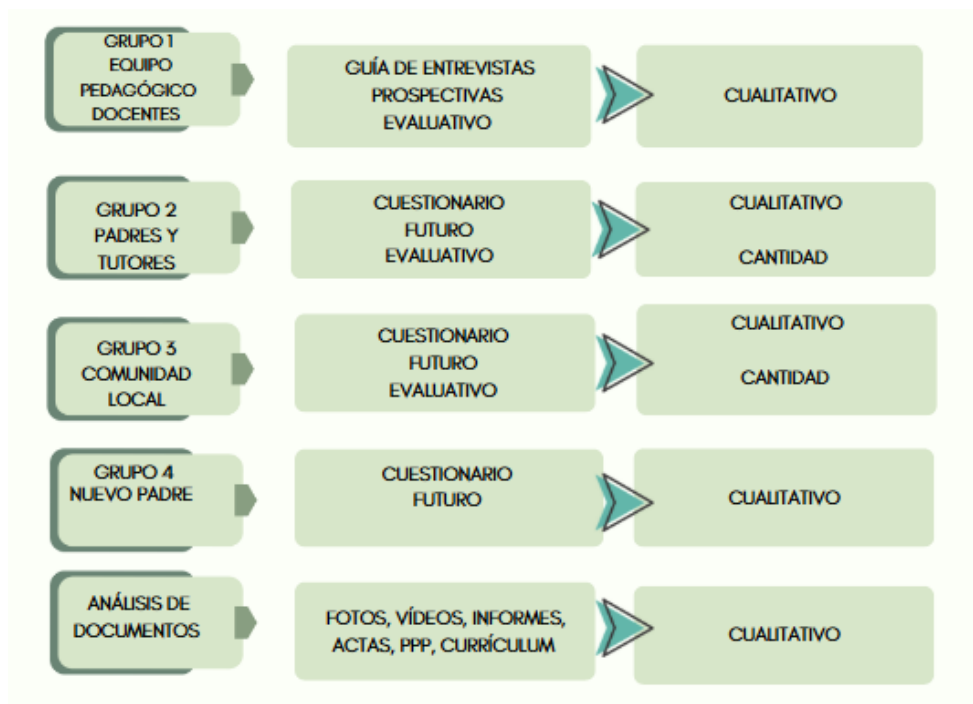 GRUPO 1
EQUIPO
PEDAGÓGICO
DOCENTES
GUÍA DE ENTREVISTAS
PROSPECTIVAS
EVALUATIVO
CUALITATIVO
GRUPO 2
PADRES Y
TUTORES
CUESTIONARIO
FUTURO
EVALUATIVO
CUALITATIVO
CANTIDAD
GRUPO 3
COMUNIDAD
LOCAL
CUESTIONARIO
FUTURO
EVALUATIVO
CUALITATIVO
CANTIDAD
GRUPO 4
NUEVO PADRE
CUESTIONARIO
FUTURO
CUALITATIVO
ANÁLISIS DE
DOCUMENTOS
FOTOS, VÍDEOS, INFORMES,
ACTAS, PPP, CURRÍCULUM
CUALITATIVO